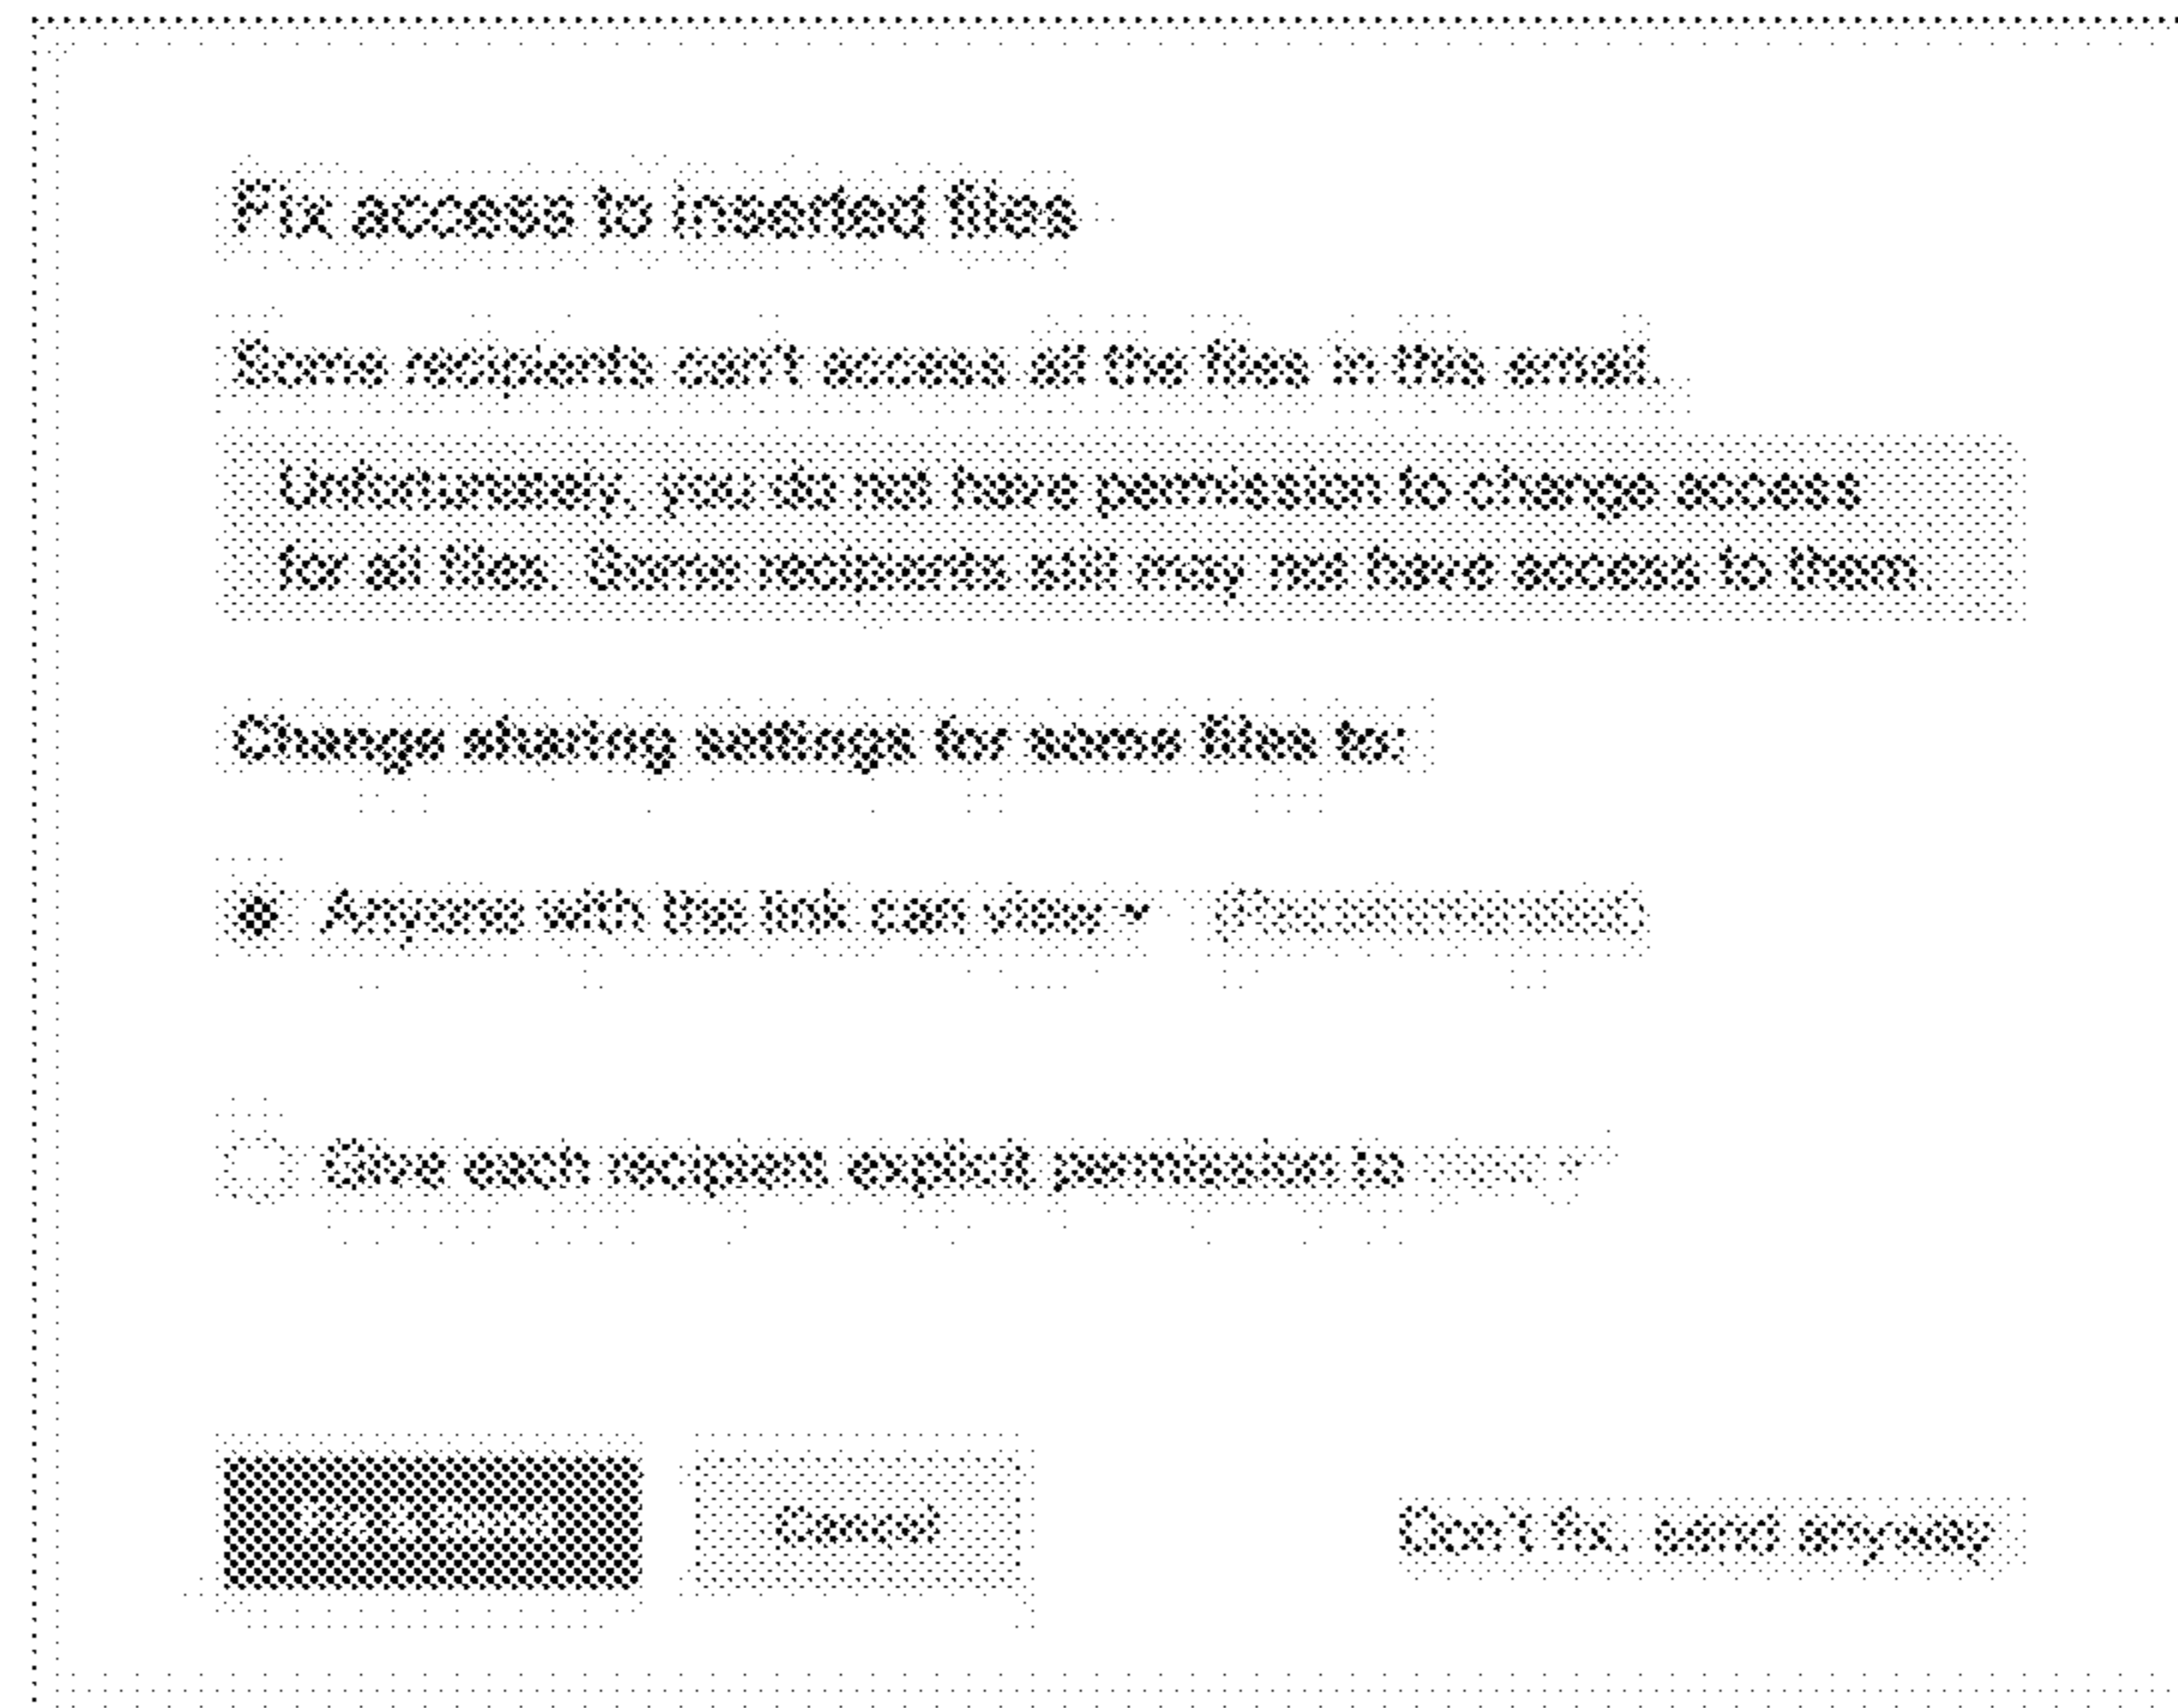 Fix access to inserted files
Some recipients can't access all the files in this email.
Unfortunately, you do not have permission to change access
for all files. Some recipients still may not have access to them.
Change sharing settings for some files to:
Anyone with the link can view
Give each recipient explicit permission to
Cancel
Don't fix, send anyway